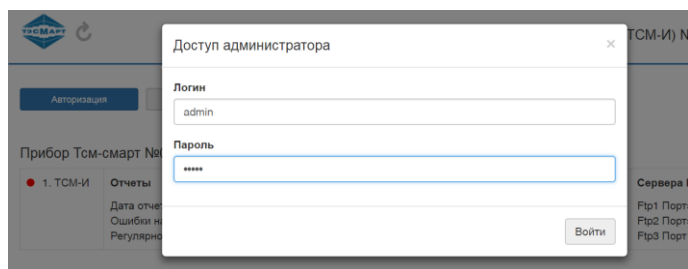 ТЭСМАРТ
Доступ администратора ×
ТСМ-И) N
Логин
admin
Авторизация
Пароль
•••••
Прибор Тсм-смарт №
1. ТСМ-И Отчеты Сервера
Дата отче Ftp1 Порт
Ошибки на Ftp2 Порт
Регулярно Ftp3 Порт
Войти